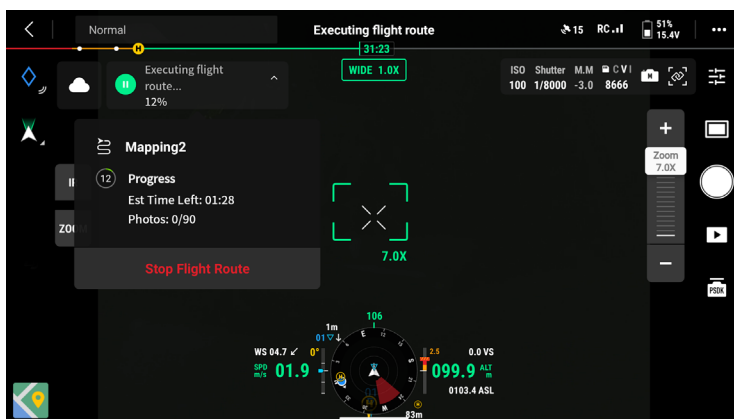 Normal
Executing flight route
15
RC
51%
15.4V
H
31:23
Executing flight
route...
12%
WIDE 1.0X
ISO Shutter M.M C V I
100 1/8000 -3.0 8666
M
Mapping2
12 Progress
Est Time Left: 01:28
Photos: 0/90
Stop Flight Route
+
Zoom
7.0X
−
7.0X
PSDK
106
1m
01
WS 04.7
0°
2.5
0.0 VS
SPD
m/s
01.9
099.9
ALT
m
0103.4 ASL
E
12
S
W
83m